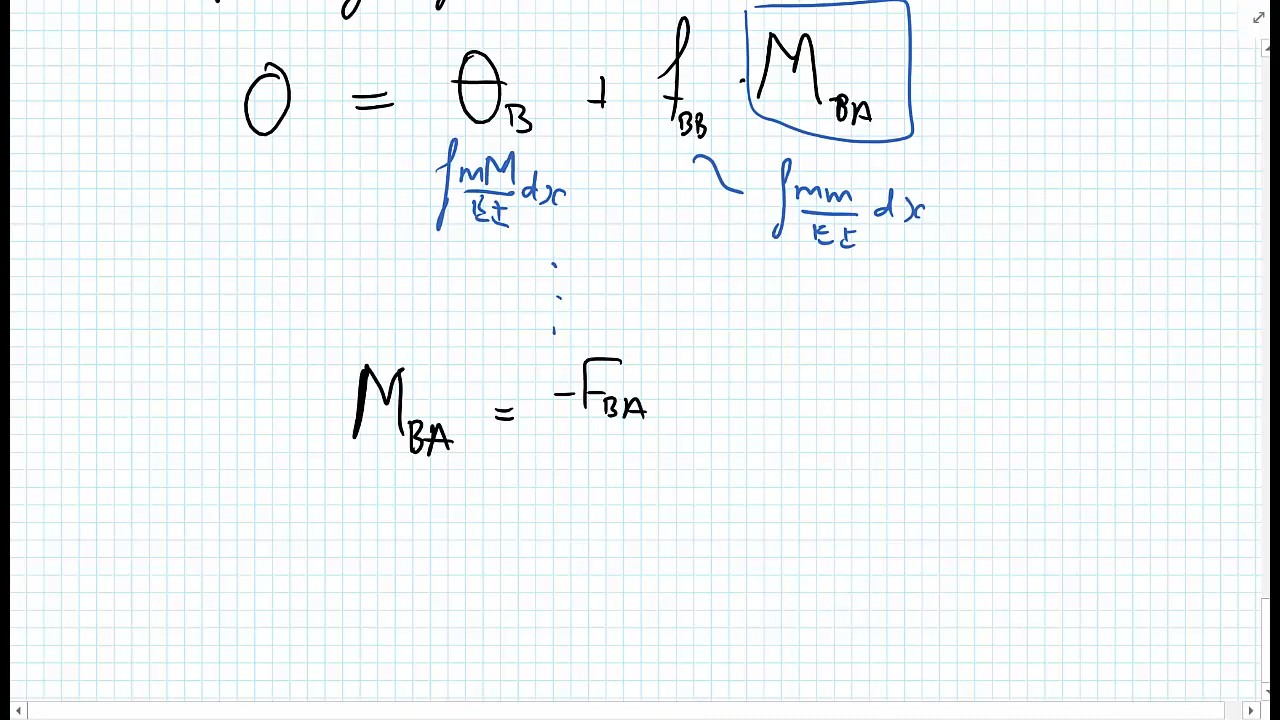 0 = θ_B + f_BB · M_BA
∫ mM/EI dx ∫ mm/EI dx
⋮
M_BA = -F_BA